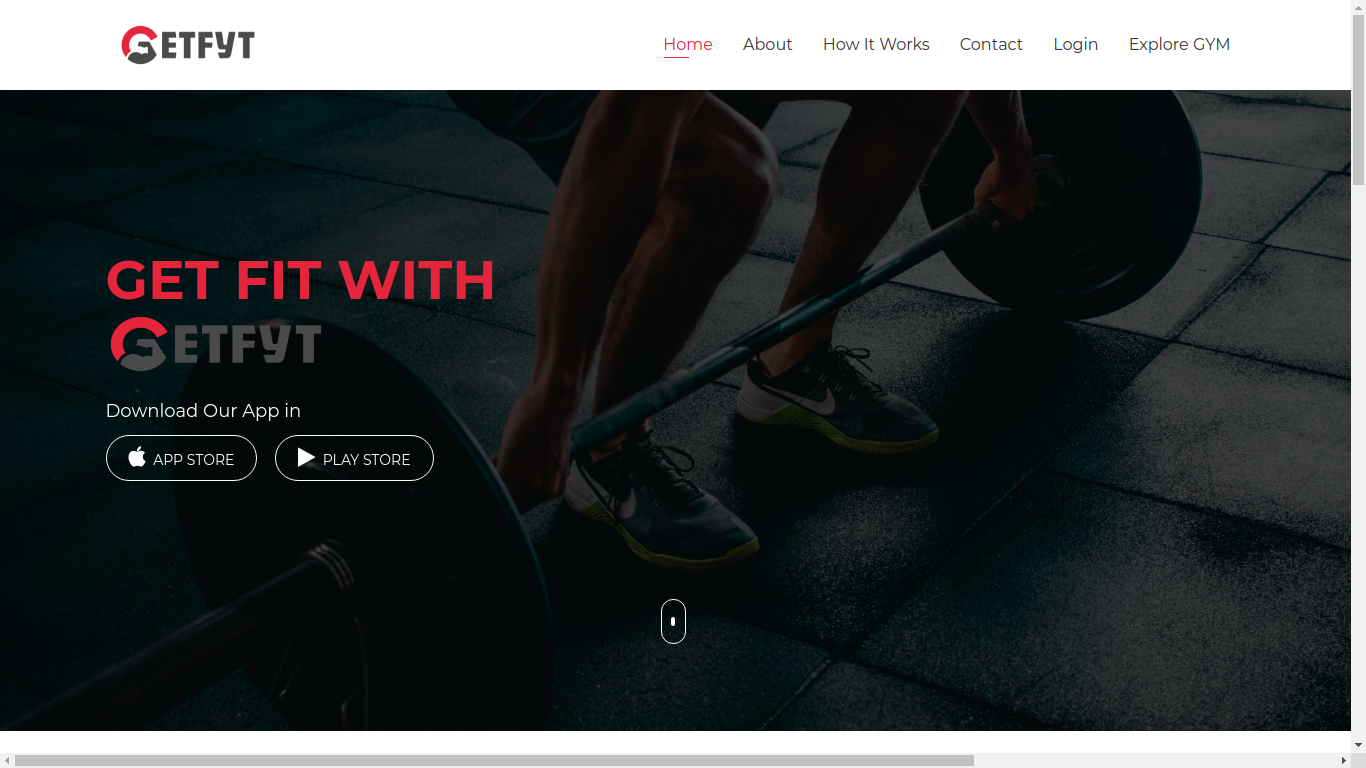 GETFYT
Home About How It Works Contact Login Explore GYM
GET FIT WITH
GETFYT
Download Our App in
APP STORE PLAY STORE